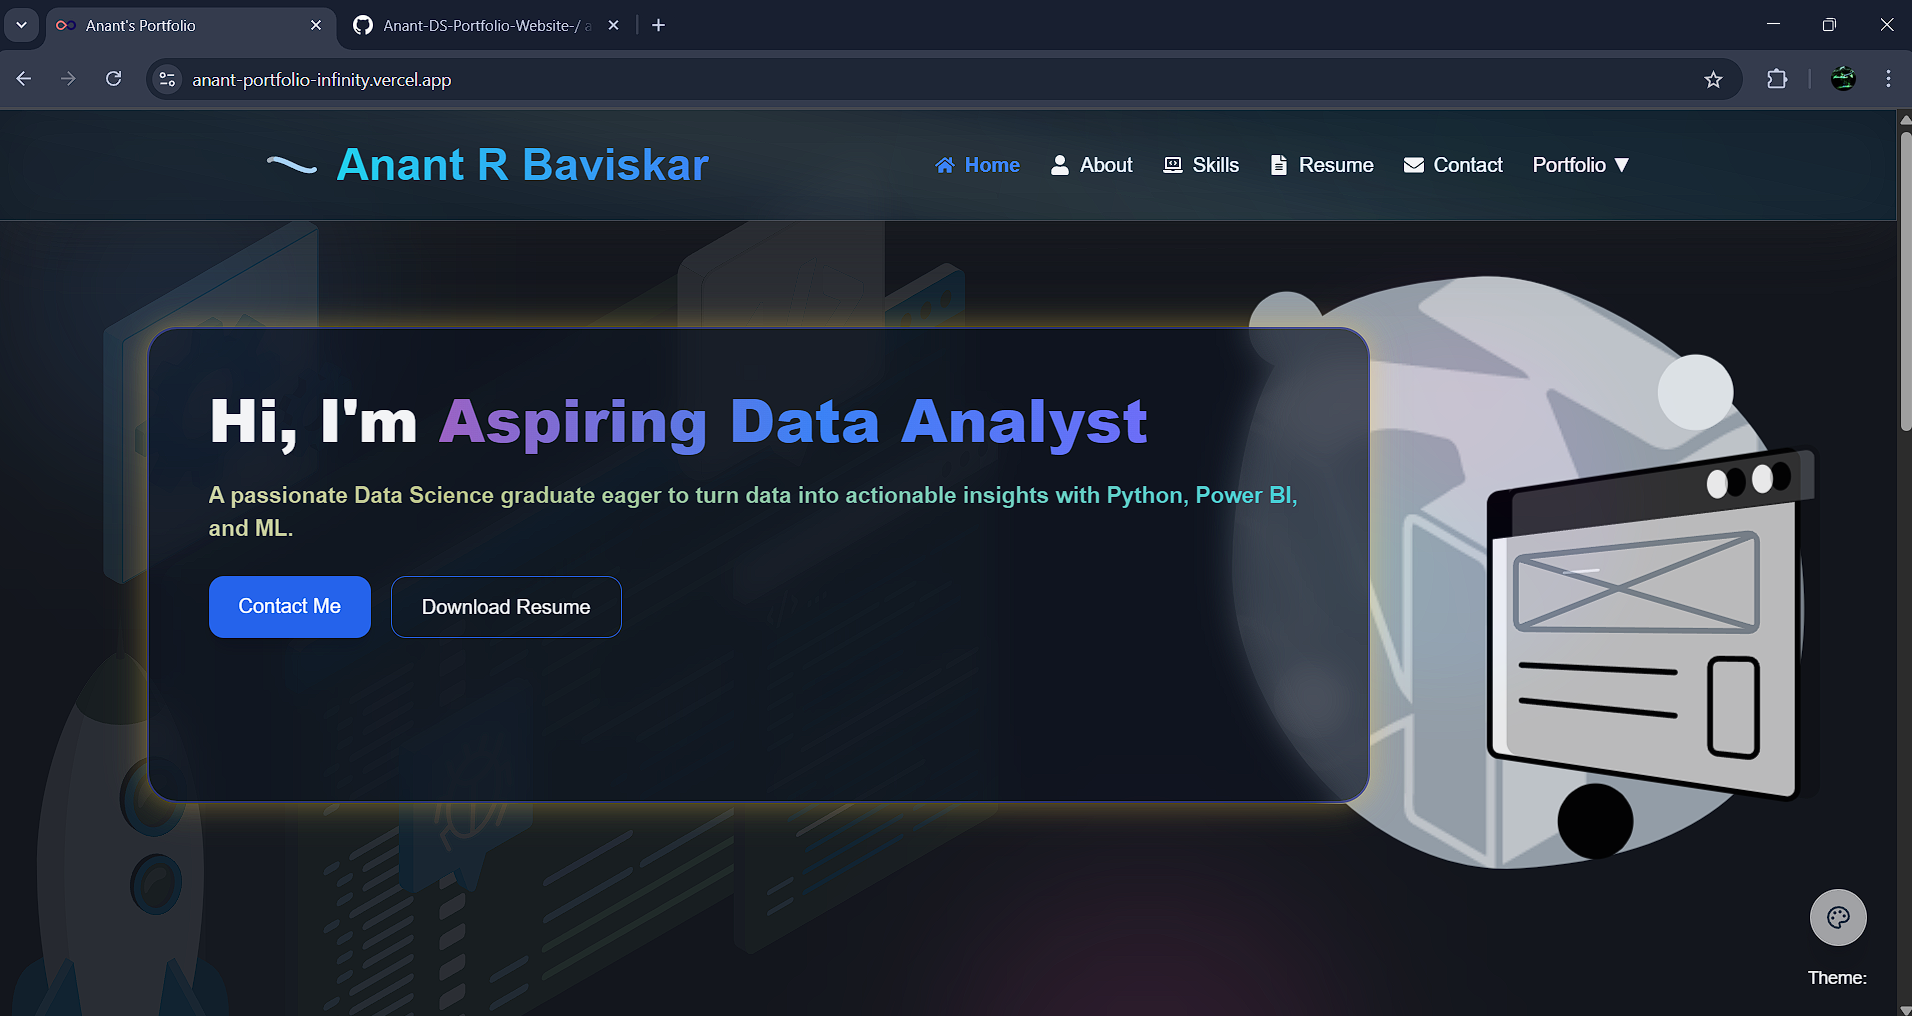 Anant's Portfolio
Anant-DS-Portfolio-Website-/ a
anant-portfolio-infinity.vercel.app
Anant R Baviskar
Home About Skills Resume Contact Portfolio ▼
Hi, I'm Aspiring Data Analyst
A passionate Data Science graduate eager to turn data into actionable insights with Python, Power BI,
and ML.
Contact Me Download Resume
Theme: